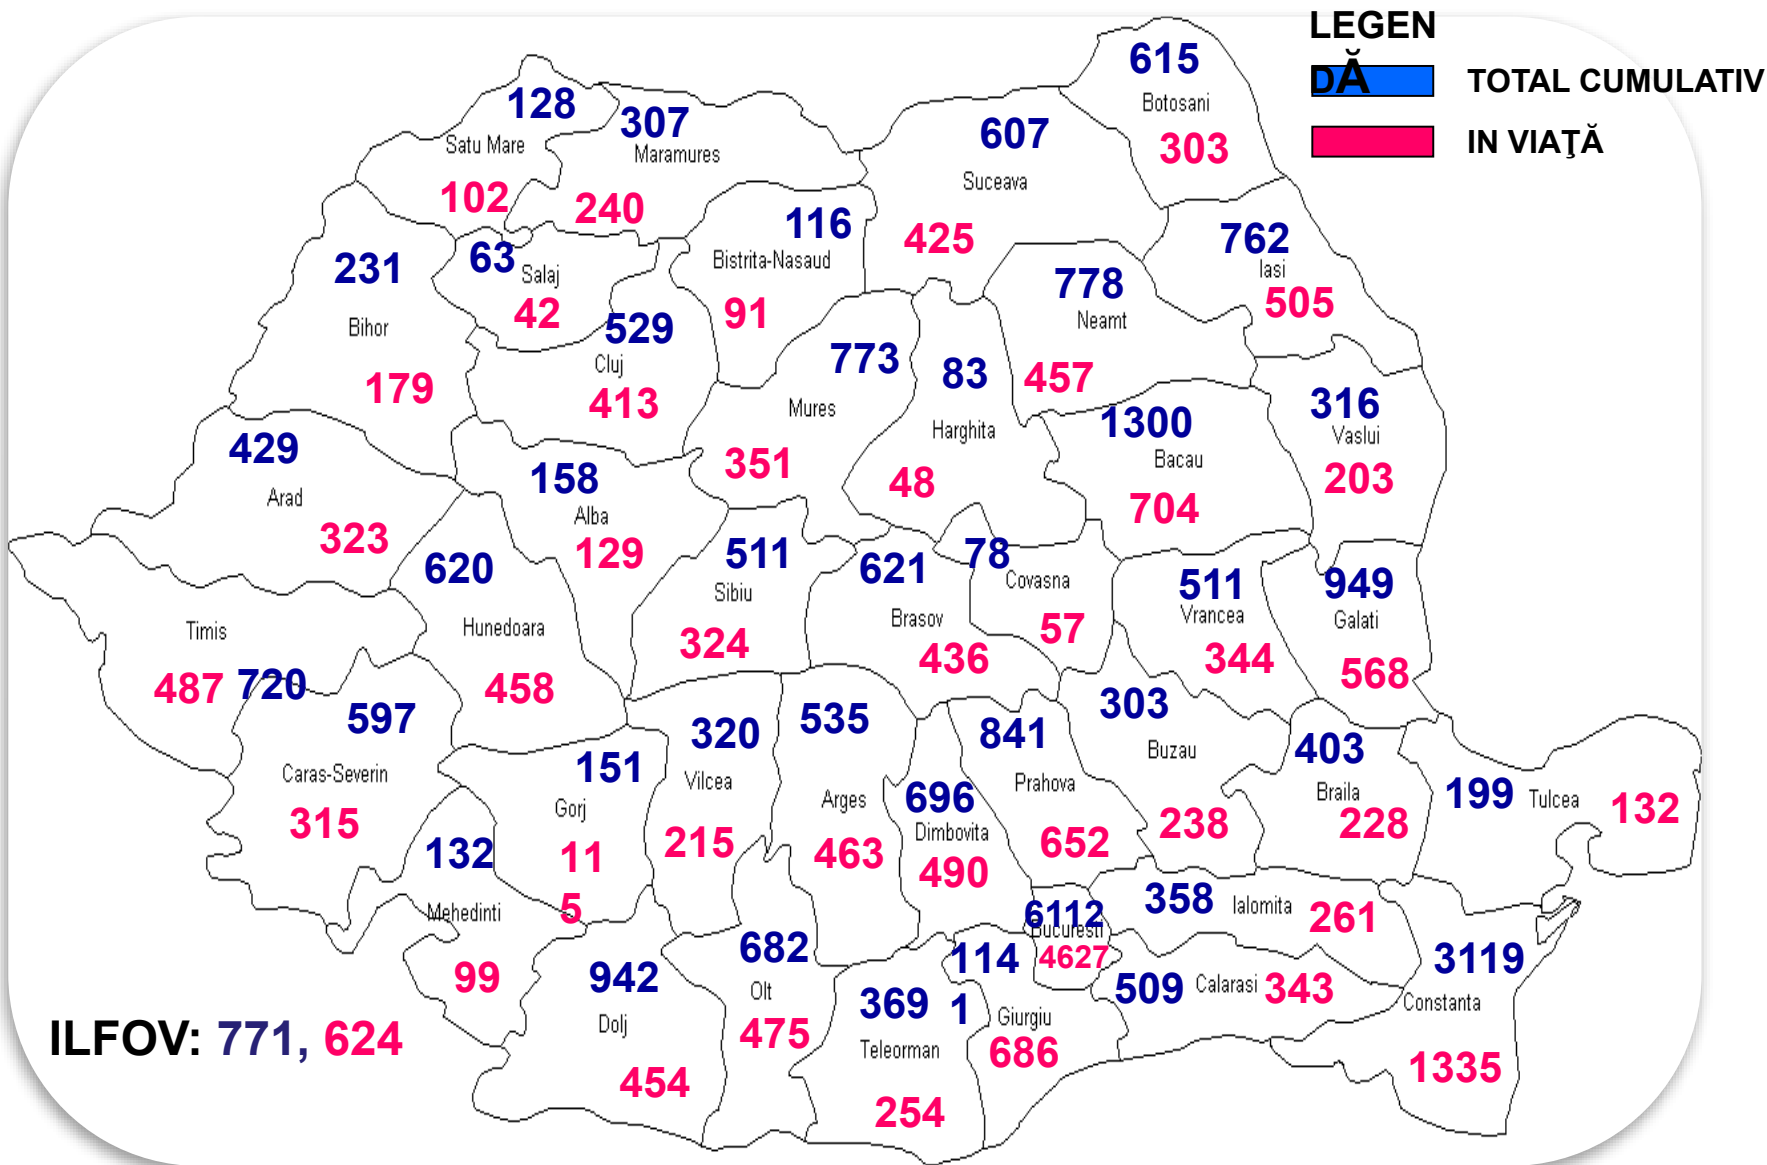 LEGEN
DĂ
TOTAL CUMULATIV
IN VIAŢĂ
615
Botosani
303
128
Satu Mare
102
307
Maramures
240
607
Suceava
425
116
Bistrita-Nasaud
91
63
Salaj
42
231
Bihor
179
762
Iasi
505
778
Neamt
457
529
Cluj
413
773
Mures
351
83
Harghita
48
1300
Bacau
704
316
Vaslui
203
429
Arad
323
158
Alba
129
620
Hunedoara
458
511
Sibiu
324
621
Brasov
436
78
Covasna
57
511
Vrancea
344
949
Galati
568
Timis
487 720
597
Caras-Severin
315
151
Gorj
11
5
320
Vilcea
215
535
Arges
463
696
Dimbovita
490
841
Prahova
652
303
Buzau
238
403
Braila
228
199
Tulcea
132
132
Mehedinti
99
942
Dolj
454
682
Olt
475
369
Teleorman
254
114
1
Giurgiu
686
6112
Bucuresti
4627
358
Ialomita
261
509
Calarasi
343
3119
Constanta
1335
ILFOV: 771, 624